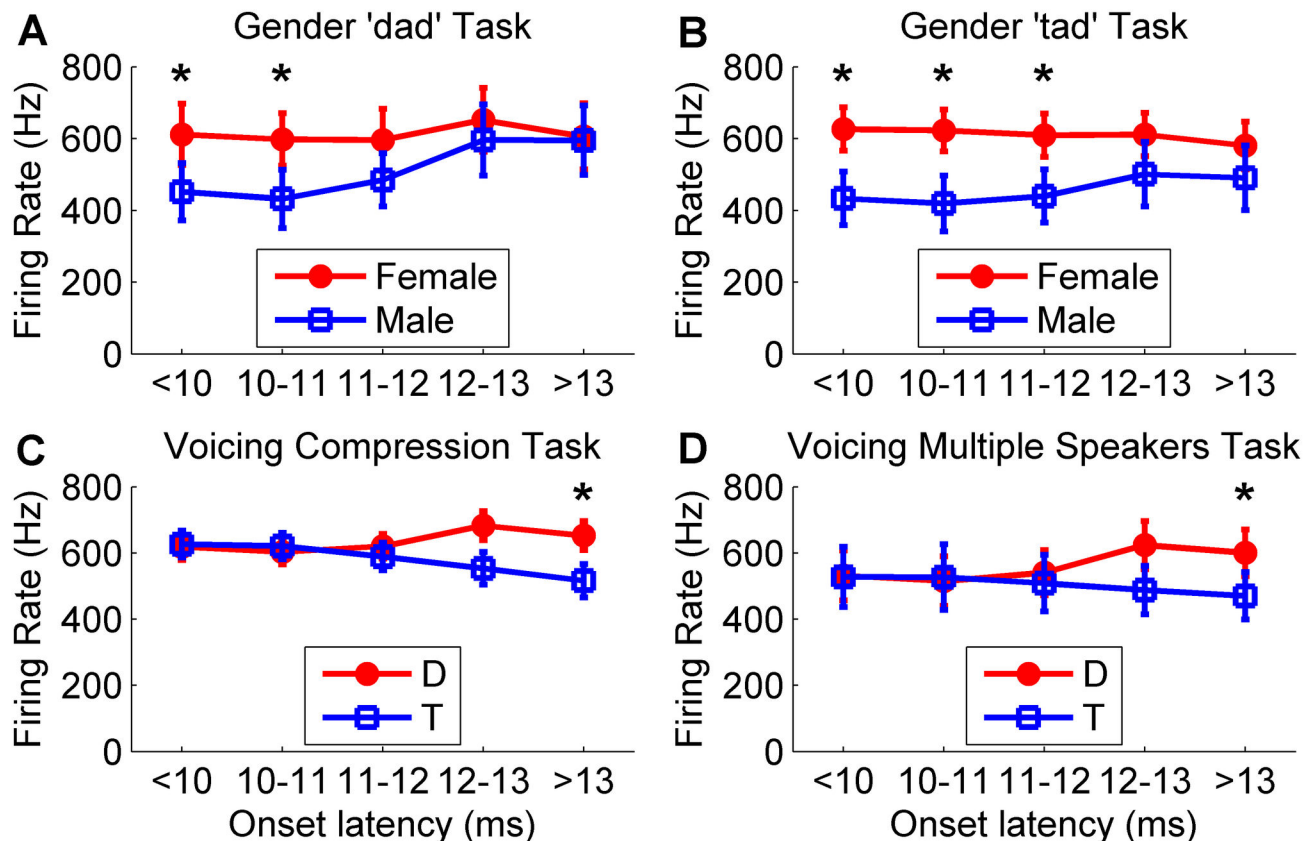 A Gender 'dad' Task
Firing Rate (Hz)
800
600
400
200
0
* *
Female
Male
<10 10-11 11-12 12-13 >13
B Gender 'tad' Task
Firing Rate (Hz)
800
600
400
200
0
* * *
Female
Male
<10 10-11 11-12 12-13 >13
C Voicing Compression Task
Firing Rate (Hz)
800
600
400
200
0
*
D
T
<10 10-11 11-12 12-13 >13
Onset latency (ms)
D Voicing Multiple Speakers Task
Firing Rate (Hz)
800
600
400
200
0
*
D
T
<10 10-11 11-12 12-13 >13
Onset latency (ms)